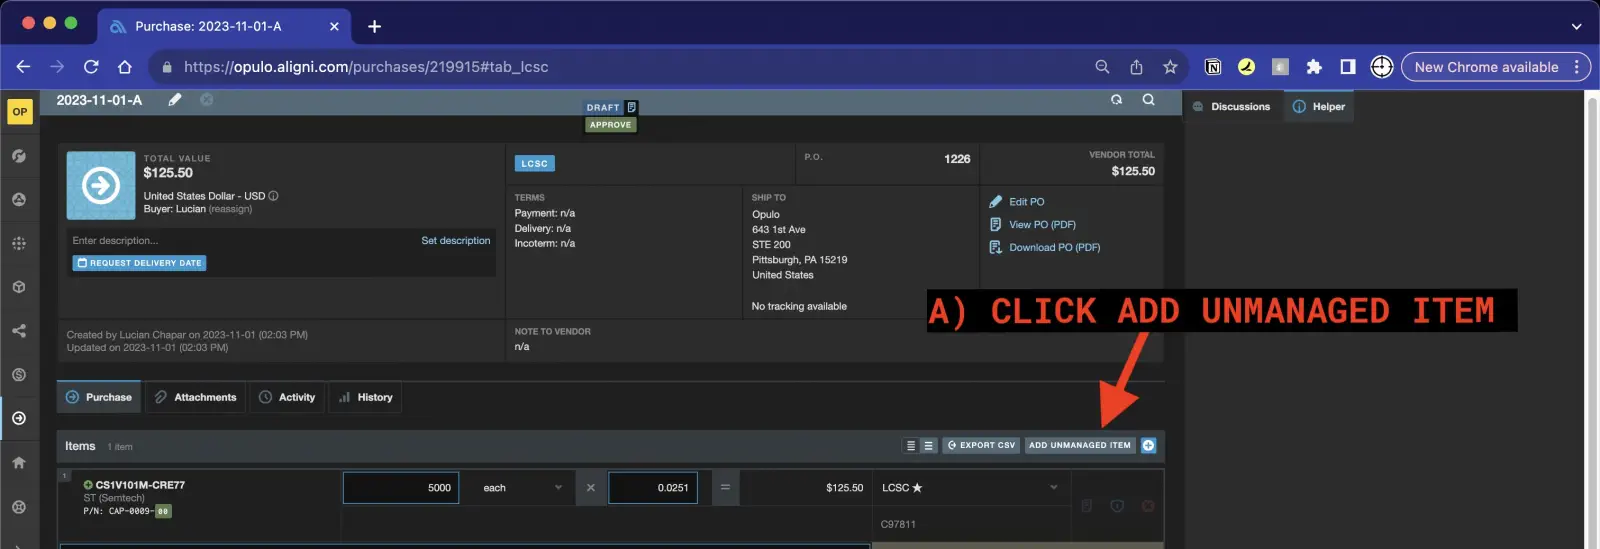 Purchase: 2023-11-01-A
https://opulo.aligni.com/purchases/219915#tab_lcsc
New Chrome available
OP
2023-11-01-A
DRAFT
APPROVE
Discussions
Helper
TOTAL VALUE
$125.50
United States Dollar - USD
Buyer: Lucian (reassign)
Enter description...
Set description
REQUEST DELIVERY DATE
Created by Lucian Chapar on 2023-11-01 (02:03 PM)
Updated on 2023-11-01 (02:03 PM)
LCSC
P.O.
1226
VENDOR TOTAL
$125.50
TERMS
Payment: n/a
Delivery: n/a
Incoterm: n/a
SHIP TO
Opulo
643 1st Ave
STE 200
Pittsburgh, PA 15219
United States
No tracking available
Edit PO
View PO (PDF)
Download PO (PDF)
NOTE TO VENDOR
n/a
A) CLICK ADD UNMANAGED ITEM
Purchase
Attachments
Activity
History
Items 1 item
EXPORT CSV
ADD UNMANAGED ITEM
1
CS1V101M-CRE77
ST (Semtech)
P/N: CAP-0009-00
5000
each
×
0.0251
=
$125.50
LCSC ★
C97811